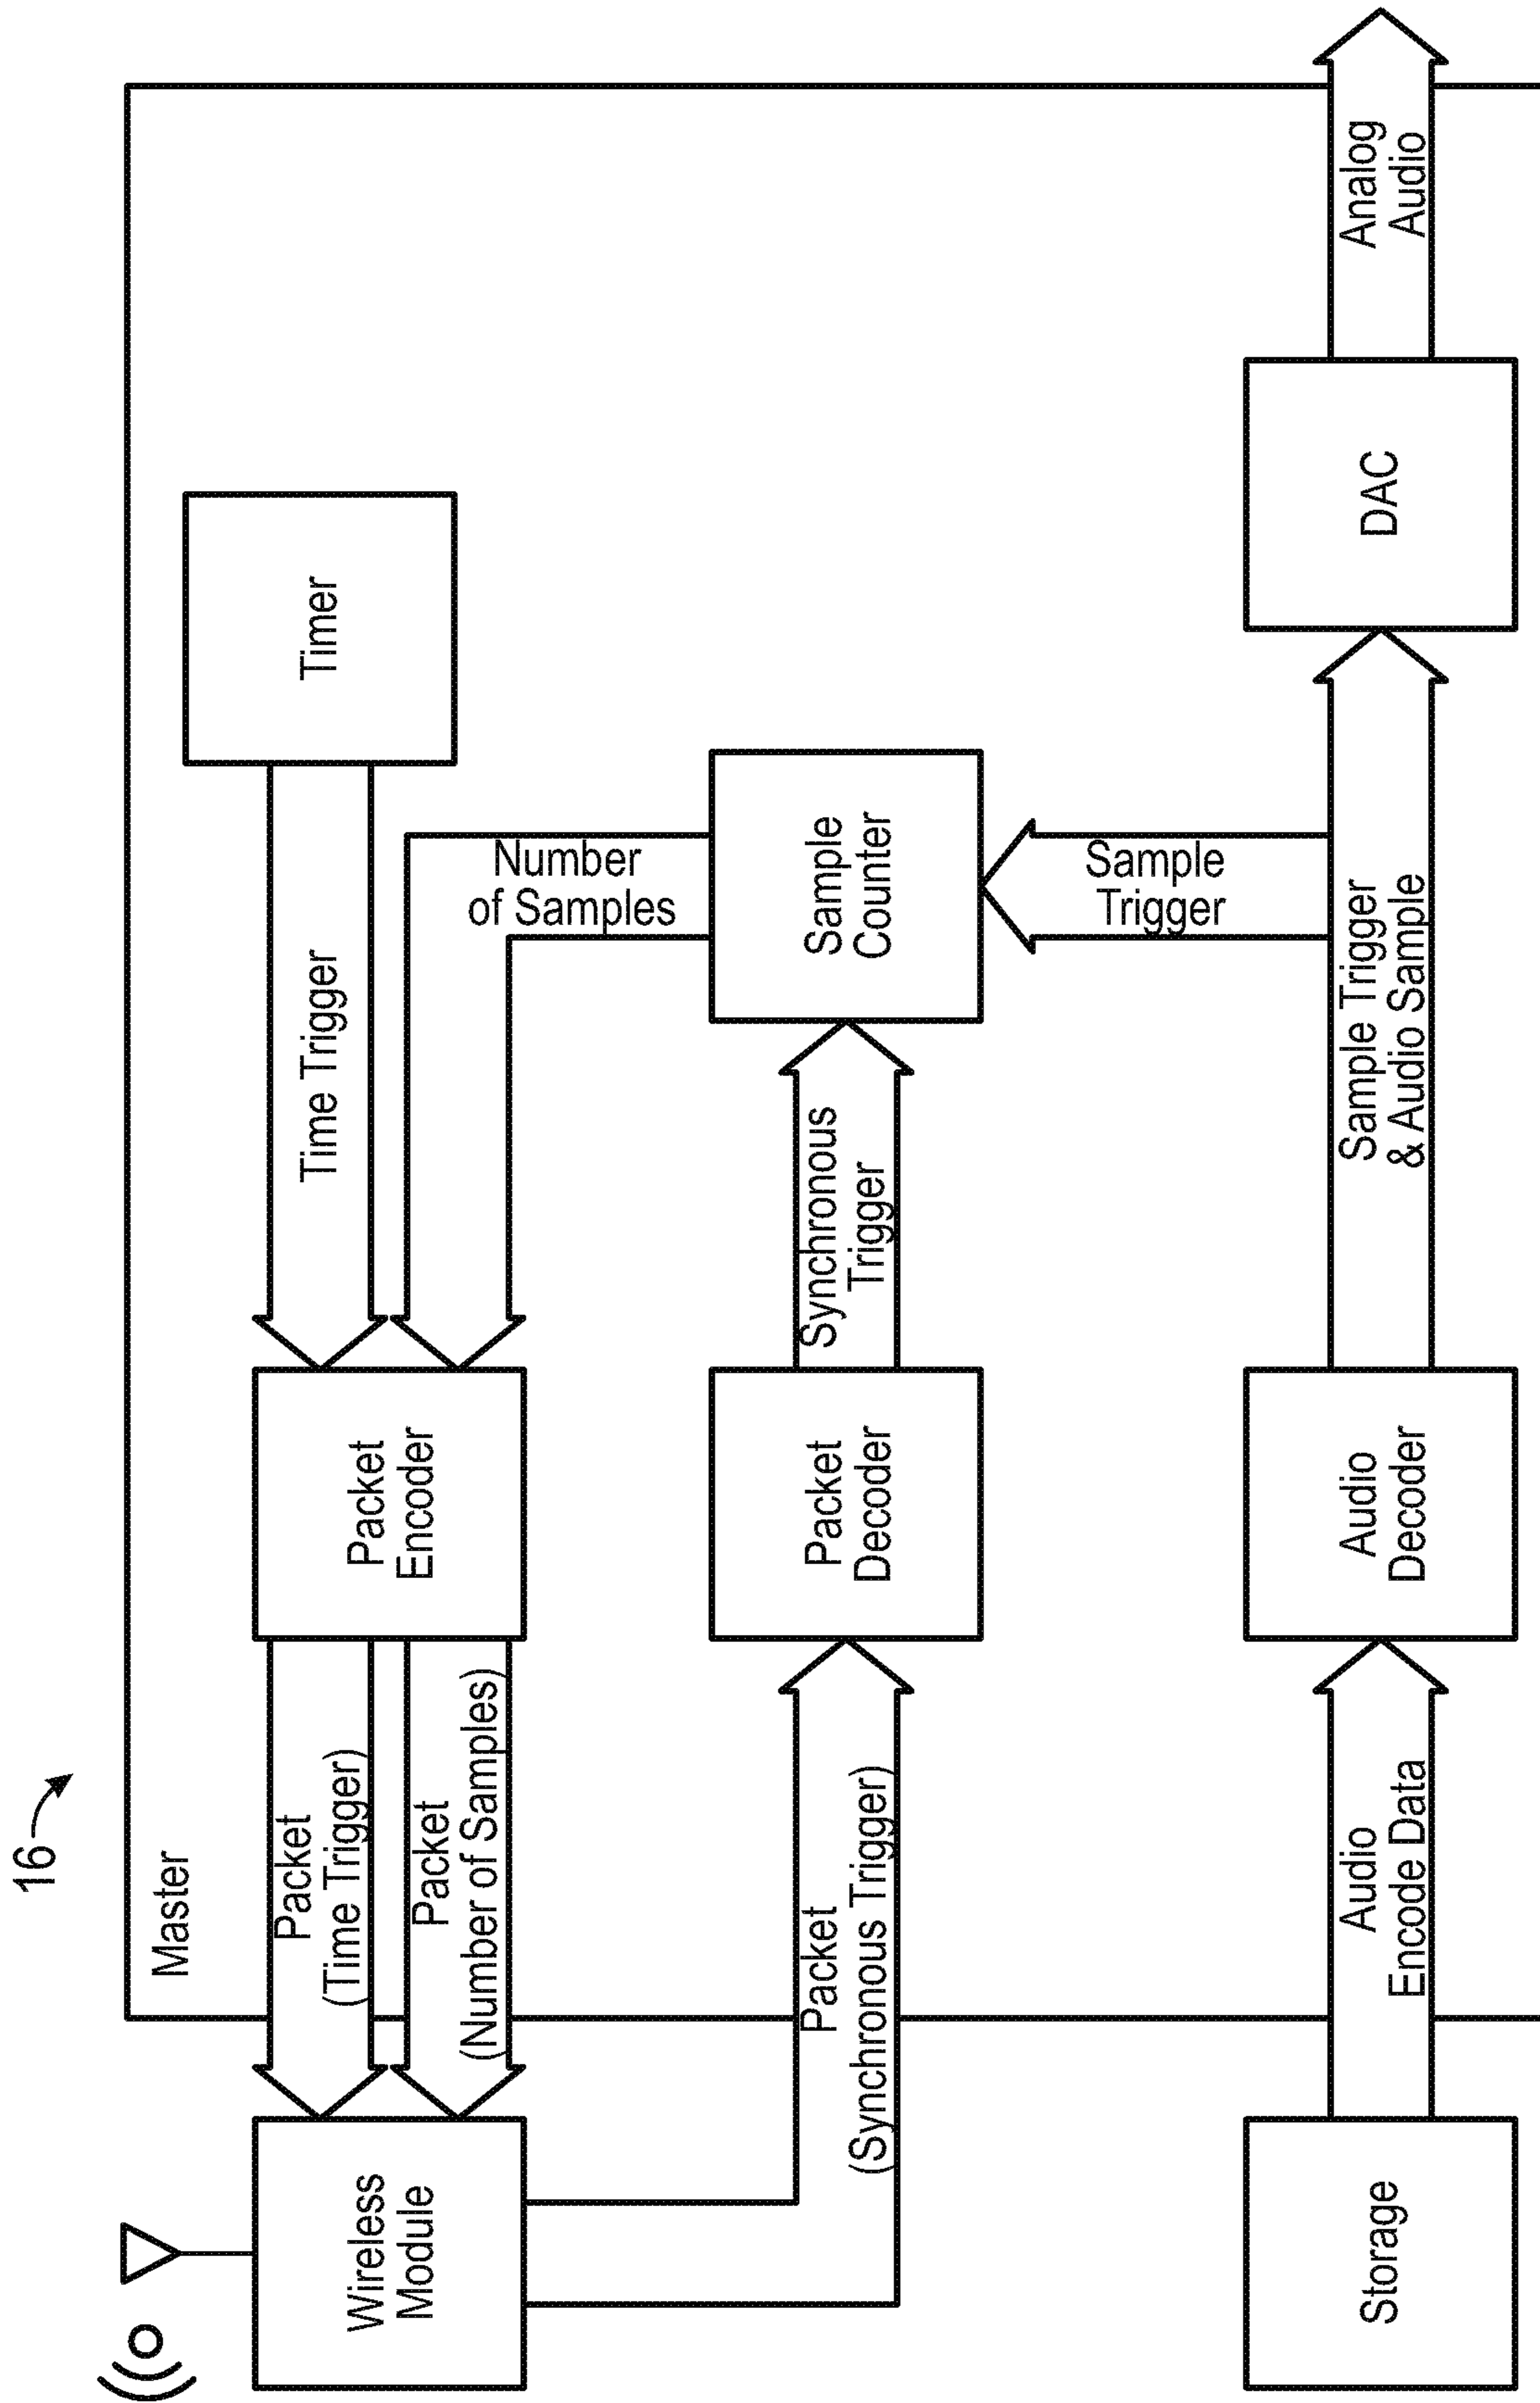 16
Master
Wireless
Module
Packet
(Time Trigger)
Packet
(Number of Samples)
Packet
Encoder
Time Trigger
Timer
Number
of Samples
Packet
(Synchronous Trigger)
Packet
Decoder
Synchronous
Trigger
Sample
Counter
Sample
Trigger
Storage
Audio
Encode Data
Audio
Decoder
Sample Trigger
& Audio Sample
DAC
Analog
Audio